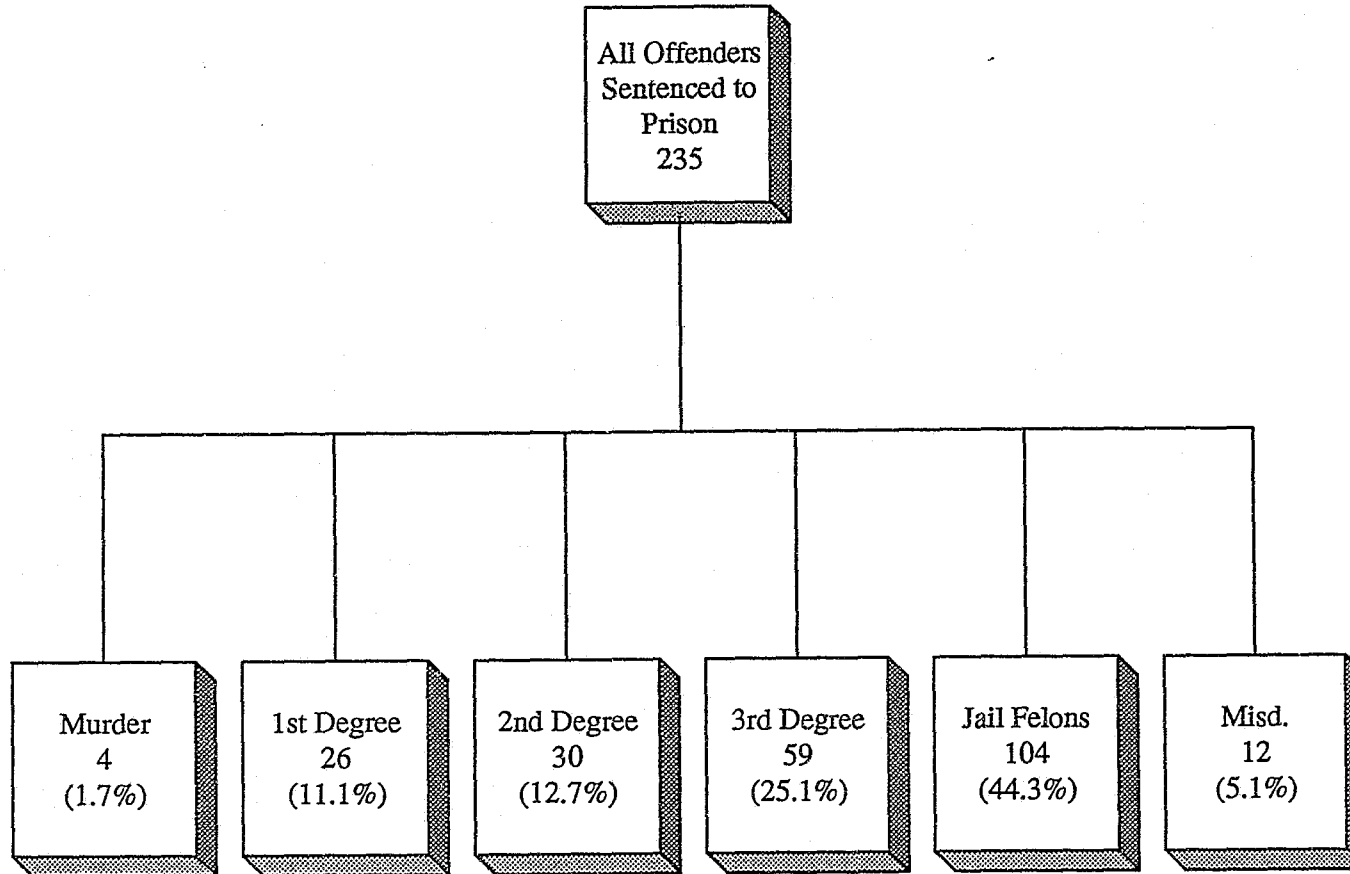 All Offenders
Sentenced to
Prison
235
Murder
4
(1.7%)
1st Degree
26
(11.1%)
2nd Degree
30
(12.7%)
3rd Degree
59
(25.1%)
Jail Felons
104
(44.3%)
Misd.
12
(5.1%)